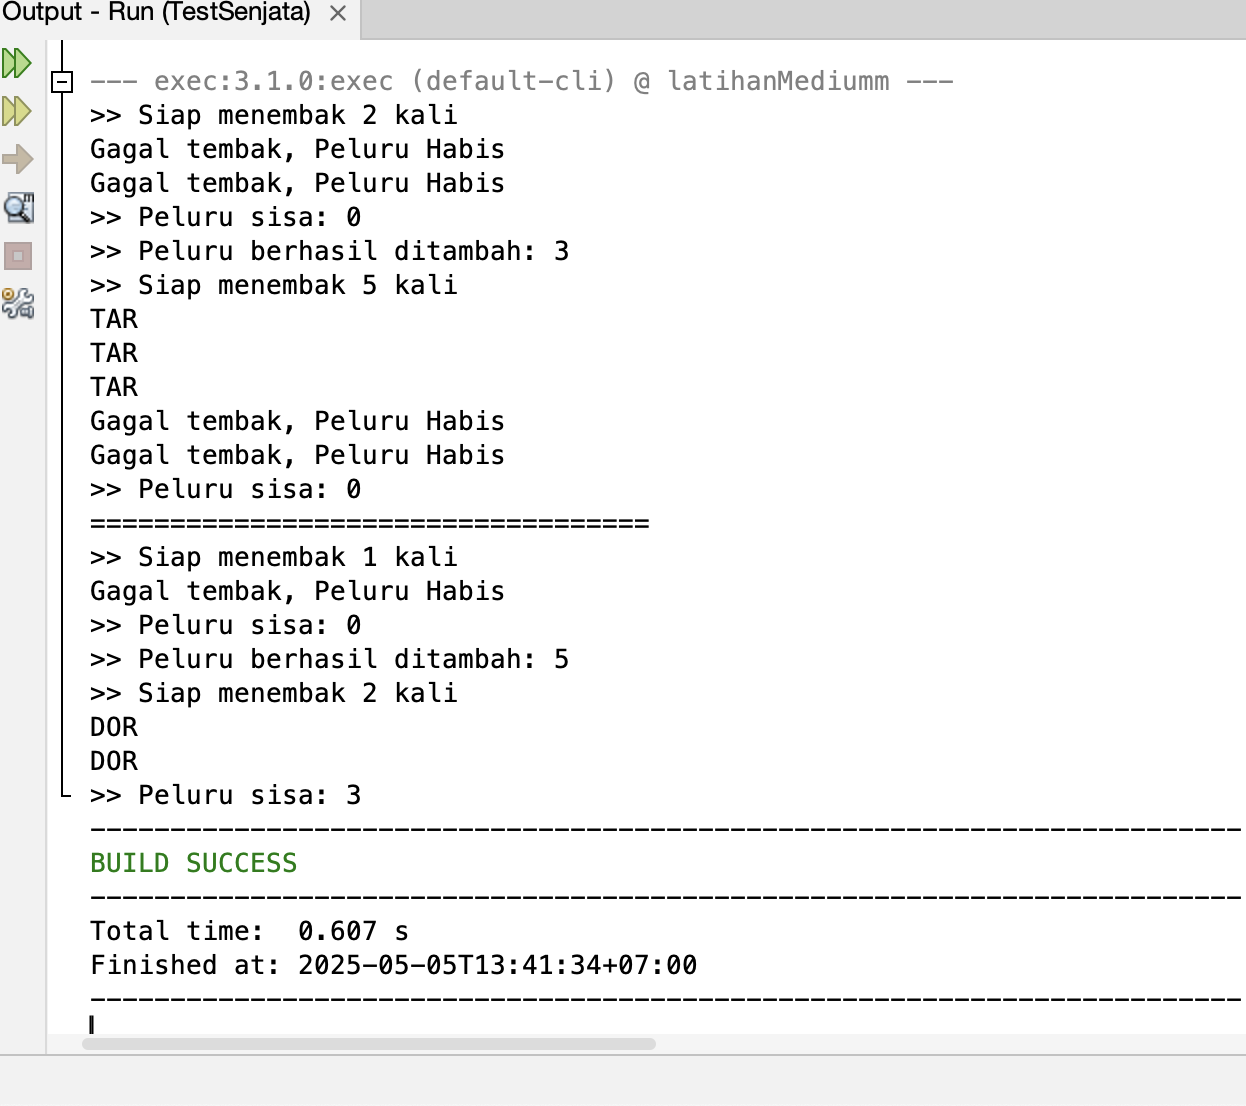 Output - Run (TestSenjata) ×
--- exec:3.1.0:exec (default-cli) @ latihanMediumm ---
>> Siap menembak 2 kali
Gagal tembak, Peluru Habis
Gagal tembak, Peluru Habis
>> Peluru sisa: 0
>> Peluru berhasil ditambah: 3
>> Siap menembak 5 kali
TAR
TAR
TAR
Gagal tembak, Peluru Habis
Gagal tembak, Peluru Habis
>> Peluru sisa: 0
===================================
>> Siap menembak 1 kali
Gagal tembak, Peluru Habis
>> Peluru sisa: 0
>> Peluru berhasil ditambah: 5
>> Siap menembak 2 kali
DOR
DOR
>> Peluru sisa: 3
------------------------------------------------------------------------
BUILD SUCCESS
------------------------------------------------------------------------
Total time:  0.607 s
Finished at: 2025-05-05T13:41:34+07:00
------------------------------------------------------------------------